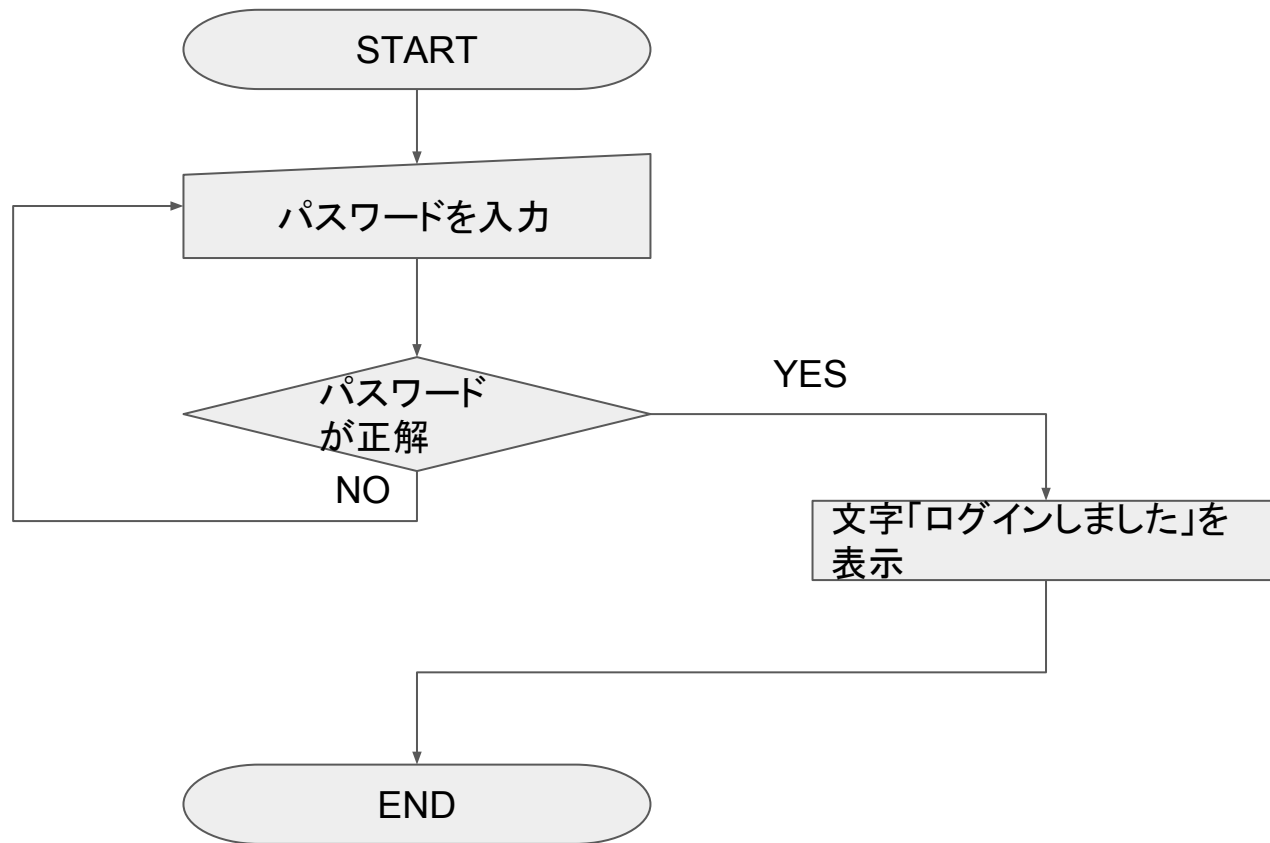 START
パスワードを入力
パスワード
が正解
YES
NO
文字「ログインしました」を
表示
END